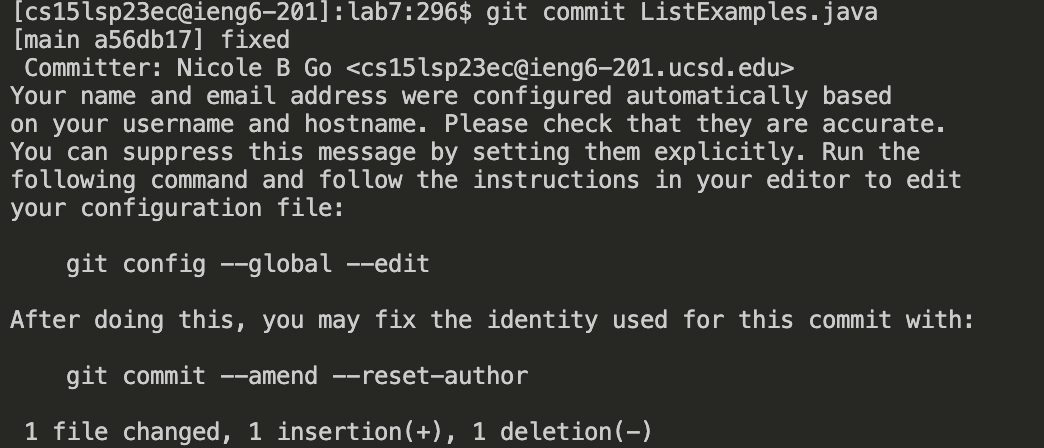 [cs15lsp23ec@ieng6-201]:lab7:296$ git commit ListExamples.java
[main a56db17] fixed
 Committer: Nicole B Go <cs15lsp23ec@ieng6-201.ucsd.edu>
Your name and email address were configured automatically based
on your username and hostname. Please check that they are accurate.
You can suppress this message by setting them explicitly. Run the
following command and follow the instructions in your editor to edit
your configuration file:

    git config --global --edit

After doing this, you may fix the identity used for this commit with:

    git commit --amend --reset-author

 1 file changed, 1 insertion(+), 1 deletion(-)